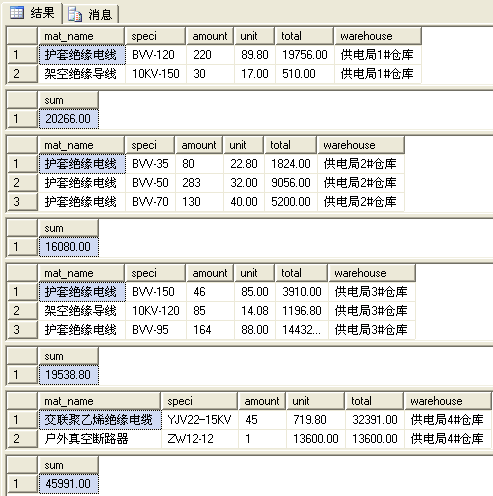 结果 消息
mat_name speci amount unit total warehouse
1 护套绝缘电线 BVV-120 220 89.80 19756.00 供电局1#仓库
2 架空绝缘导线 10KV-150 30 17.00 510.00 供电局1#仓库
sum
1 20266.00
mat_name speci amount unit total warehouse
1 护套绝缘电线 BVV-35 80 22.80 1824.00 供电局2#仓库
2 护套绝缘电线 BVV-50 283 32.00 9056.00 供电局2#仓库
3 护套绝缘电线 BVV-70 130 40.00 5200.00 供电局2#仓库
sum
1 16080.00
mat_name speci amount unit total warehouse
1 护套绝缘电线 BVV-150 46 85.00 3910.00 供电局3#仓库
2 架空绝缘导线 10KV-120 85 14.08 1196.80 供电局3#仓库
3 护套绝缘电线 BVV-95 164 88.00 14432... 供电局3#仓库
sum
1 19538.80
mat_name speci amount unit total warehouse
1 交联聚乙烯绝缘电缆 YJV22-15KV 45 719.80 32391.00 供电局4#仓库
2 户外真空断路器 ZW12-12 1 13600.00 13600.00 供电局4#仓库
sum
1 45991.00